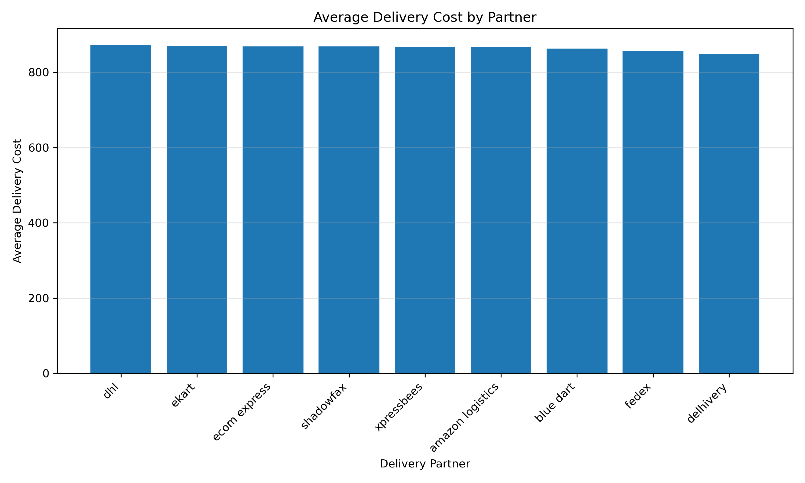 Average Delivery Cost by Partner
Average Delivery Cost
800
600
400
200
0
dhl
ekart
ecom express
shadowfax
xpressbees
amazon logistics
blue dart
fedex
delhivery
Delivery Partner